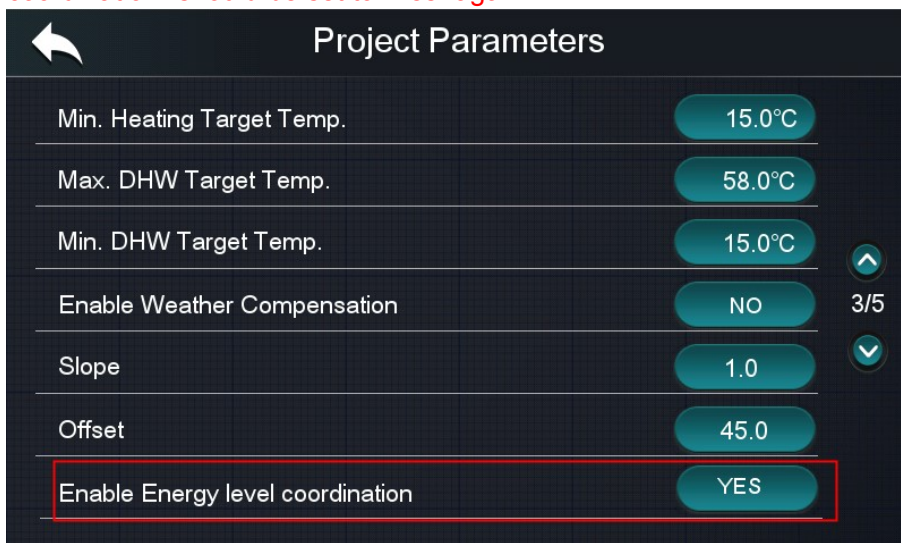 Project Parameters
Min. Heating Target Temp. 15.0°C
Max. DHW Target Temp. 58.0°C
Min. DHW Target Temp. 15.0°C
Enable Weather Compensation NO 3/5
Slope 1.0
Offset 45.0
Enable Energy level coordination YES